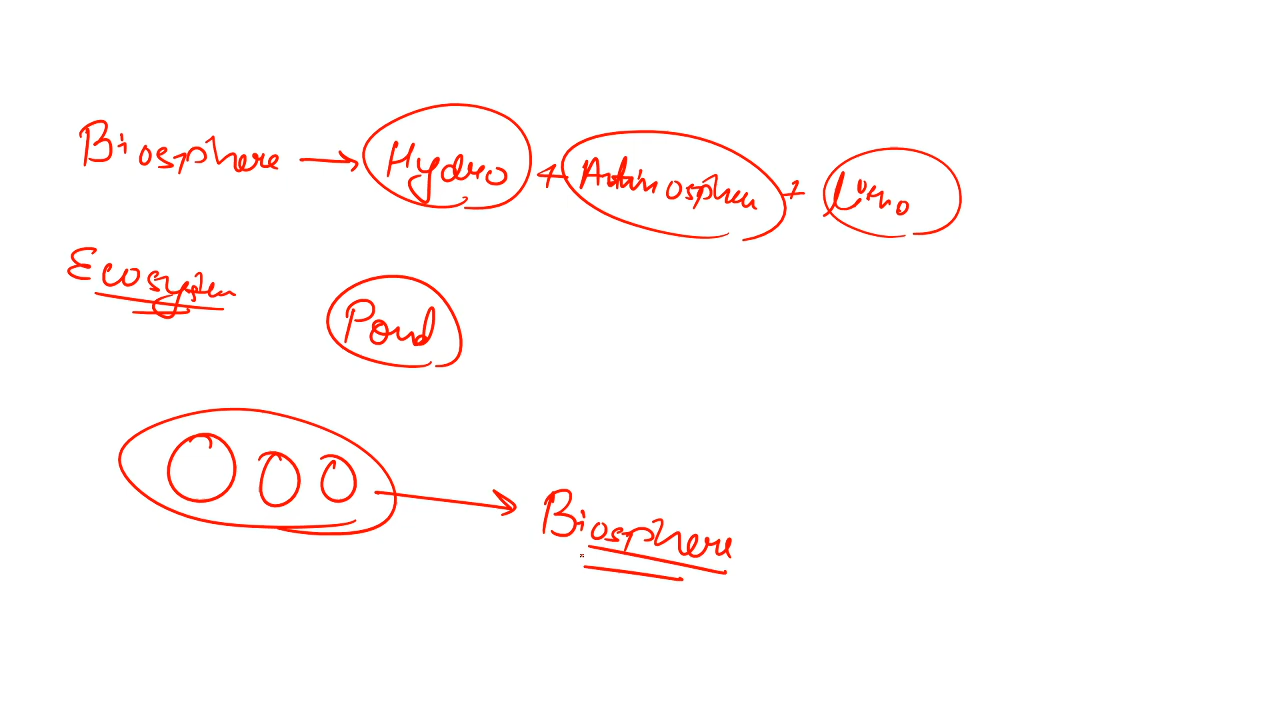 Biosphere → Hydro + Atmosphere + Litho
Ecosystem
Pond
Biosphere